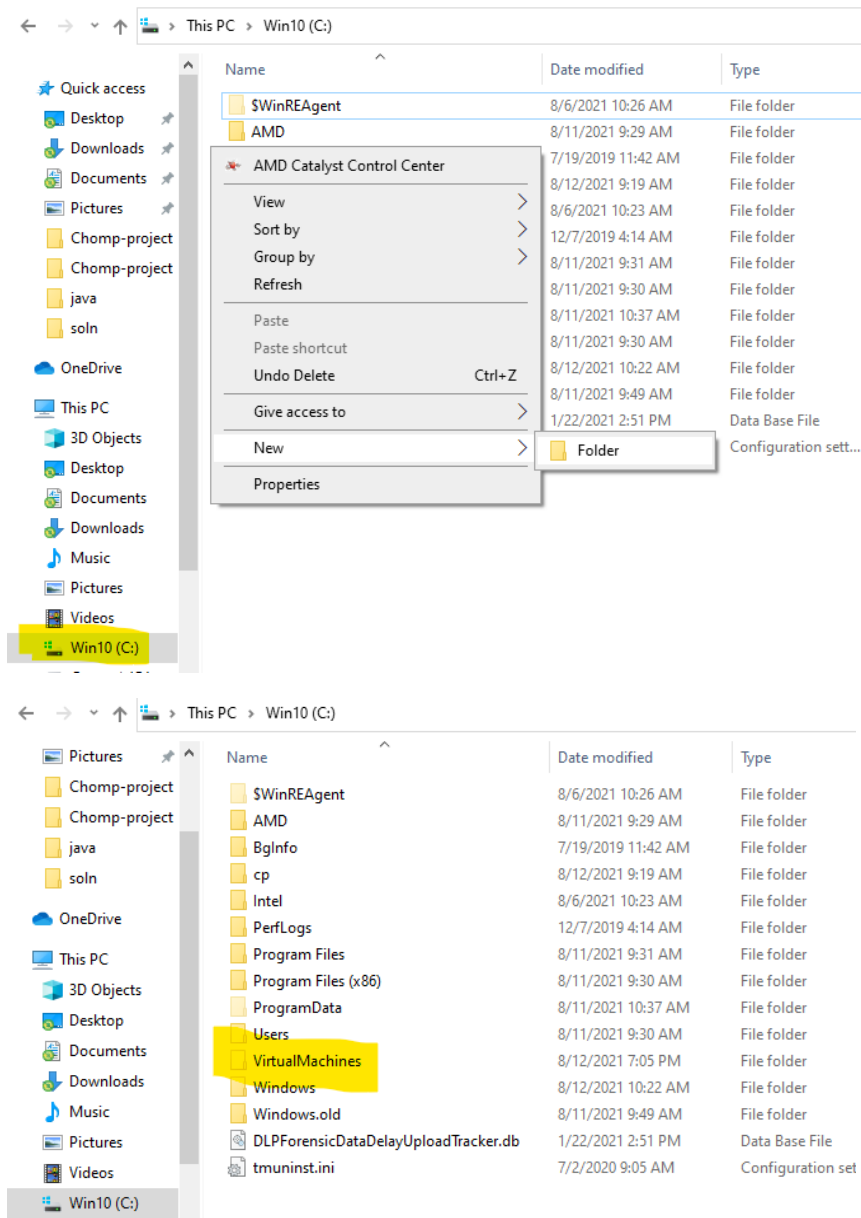 This PC > Win10 (C:)
Name Date modified Type
Quick access
Desktop
Downloads
Documents
Pictures
Chomp-project
Chomp-project
java
soln
OneDrive
This PC
3D Objects
Desktop
Documents
Downloads
Music
Pictures
Videos
Win10 (C:)
$WinREAgent 8/6/2021 10:26 AM File folder
AMD 8/11/2021 9:29 AM File folder
7/19/2019 11:42 AM File folder
8/12/2021 9:19 AM File folder
8/6/2021 10:23 AM File folder
12/7/2019 4:14 AM File folder
8/11/2021 9:31 AM File folder
8/11/2021 9:30 AM File folder
8/11/2021 10:37 AM File folder
8/11/2021 9:30 AM File folder
8/12/2021 10:22 AM File folder
8/11/2021 9:49 AM File folder
1/22/2021 2:51 PM Data Base File
Configuration sett...
AMD Catalyst Control Center
View
Sort by
Group by
Refresh
Paste
Paste shortcut
Undo Delete Ctrl+Z
Give access to
New
Folder
Properties
This PC > Win10 (C:)
Pictures
Chomp-project
Chomp-project
java
soln
OneDrive
This PC
3D Objects
Desktop
Documents
Downloads
Music
Pictures
Videos
Win10 (C:)
Name Date modified Type
$WinREAgent 8/6/2021 10:26 AM File folder
AMD 8/11/2021 9:29 AM File folder
BgInfo 7/19/2019 11:42 AM File folder
cp 8/12/2021 9:19 AM File folder
Intel 8/6/2021 10:23 AM File folder
PerfLogs 12/7/2019 4:14 AM File folder
Program Files 8/11/2021 9:31 AM File folder
Program Files (x86) 8/11/2021 9:30 AM File folder
ProgramData 8/11/2021 10:37 AM File folder
Users 8/11/2021 9:30 AM File folder
VirtualMachines 8/12/2021 7:05 PM File folder
Windows 8/12/2021 10:22 AM File folder
Windows.old 8/11/2021 9:49 AM File folder
DLPForensicDataDelayUploadTracker.db 1/22/2021 2:51 PM Data Base File
tmuninst.ini 7/2/2020 9:05 AM Configuration set